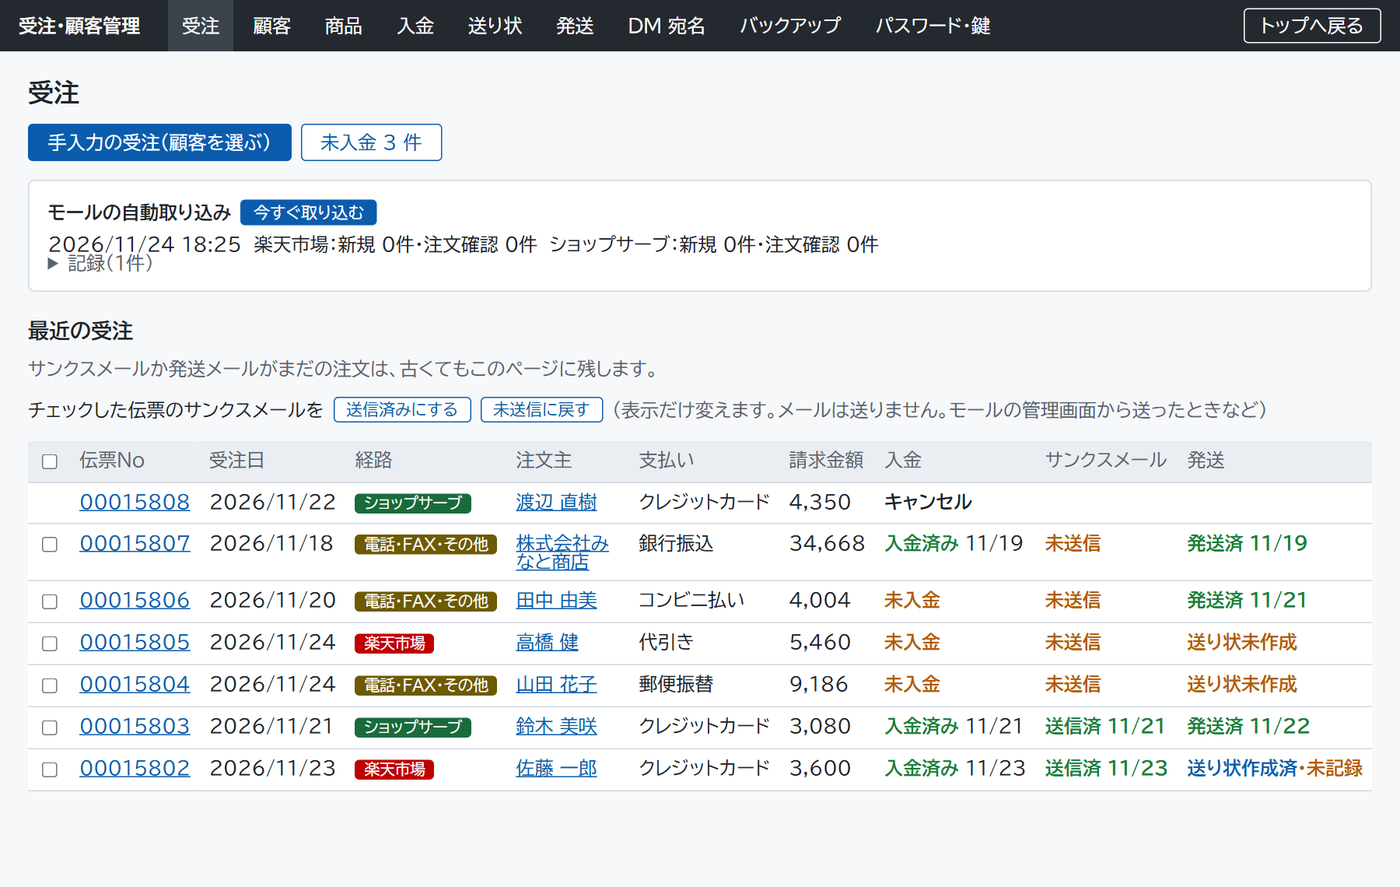 受注・顧客管理 受注 顧客 商品 入金 送り状 発送 DM 宛名 バックアップ パスワード・鍵 トップへ戻る
受注
手入力の受注(顧客を選ぶ) 未入金 3 件
モールの自動取り込み 今すぐ取り込む
2026/11/24 18:25 楽天市場:新規 0件・注文確認 0件 ショップサーブ:新規 0件・注文確認 0件
▶ 記録(1件)
最近の受注
サンクスメールか発送メールがまだの注文は、古くてもこのページに残します。
チェックした伝票のサンクスメールを 送信済みにする 未送信に戻す (表示だけ変えます。メールは送りません。モールの管理画面から送ったときなど)
伝票No 受注日 経路 注文主 支払い 請求金額 入金 サンクスメール 発送
00015808 2026/11/22 ショップサーブ 渡辺 直樹 クレジットカード 4,350 キャンセル
00015807 2026/11/18 電話・FAX・その他 株式会社み 銀行振込 34,668 入金済み 11/19 未送信 発送済 11/19
なと商店
00015806 2026/11/20 電話・FAX・その他 田中 由美 コンビニ払い 4,004 未入金 未送信 発送済 11/21
00015805 2026/11/24 楽天市場 高橋 健 代引き 5,460 未入金 未送信 送り状未作成
00015804 2026/11/24 電話・FAX・その他 山田 花子 郵便振替 9,186 未入金 未送信 送り状未作成
00015803 2026/11/21 ショップサーブ 鈴木 美咲 クレジットカード 3,080 入金済み 11/21 送信済 11/21 発送済 11/22
00015802 2026/11/23 楽天市場 佐藤 一郎 クレジットカード 3,600 入金済み 11/23 送信済 11/23 送り状作成済・未記録